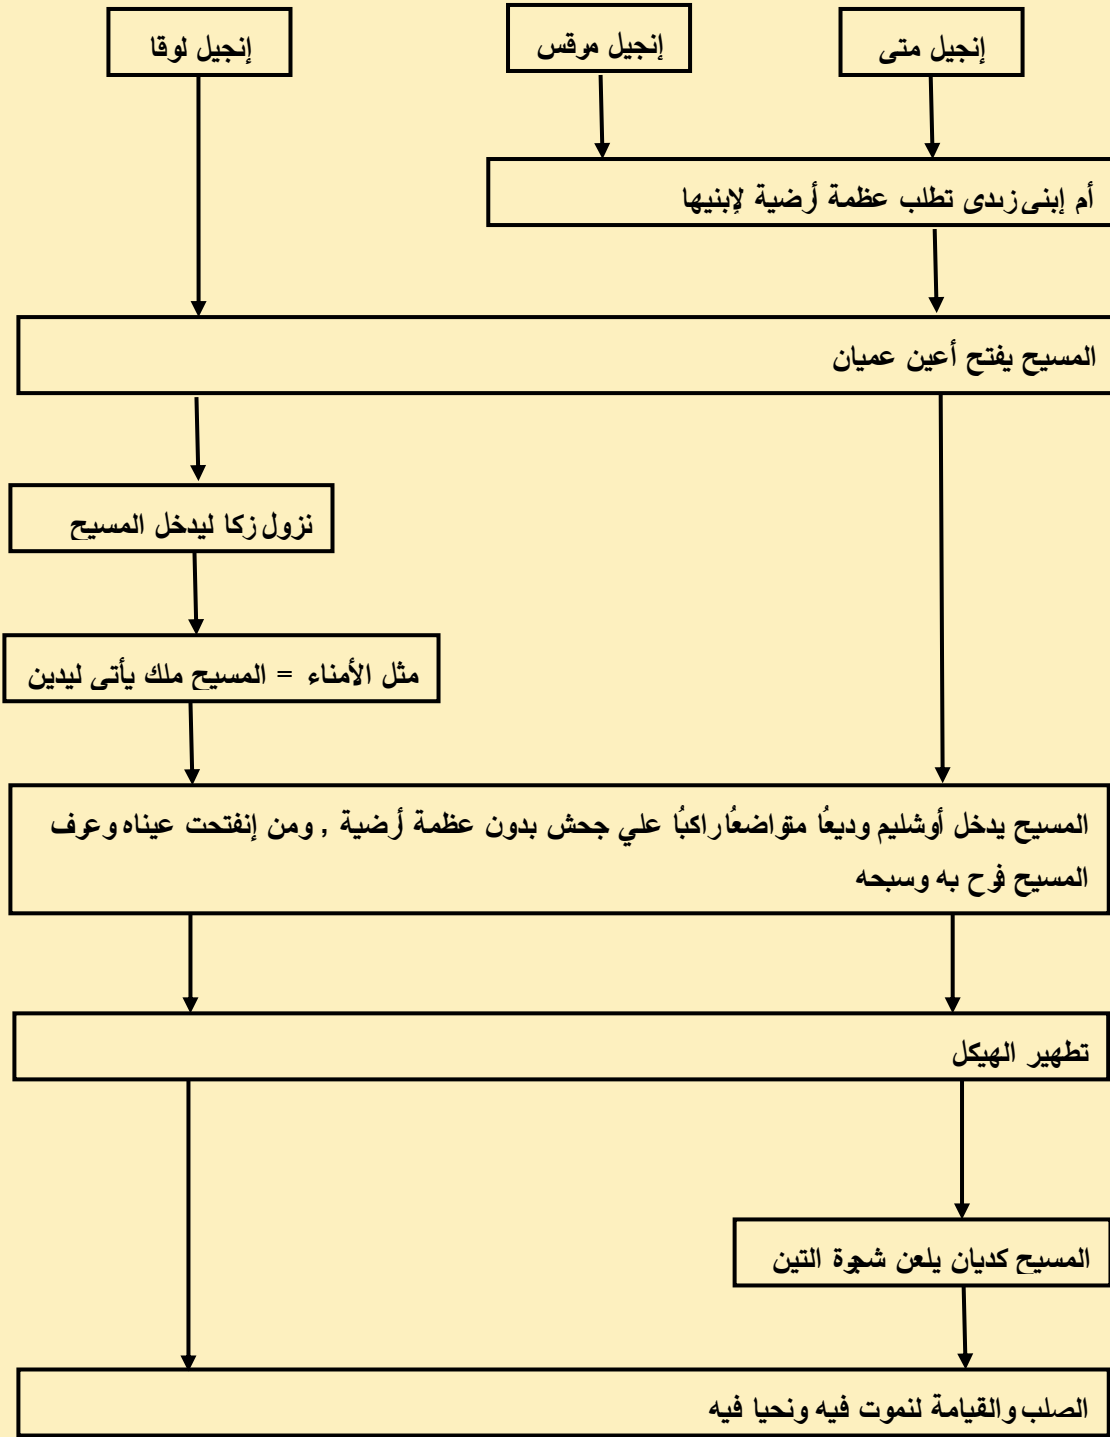 إنجيل متى
إنجيل مرقس
إنجيل لوقا
أم إبنى زبدى تطلب عظمة أرضية لإبنيها
المسيح يفتح أعين عميان
نزول زكا ليدخل المسيح
مثل الأمناء = المسيح ملك يأتى ليدين
المسيح يدخل أوشليم وديعُا متواضعُا راكبُا علي جحش بدون عظمة أرضية , ومن إنفتحت عيناه وعرف
المسيح فرح به وسبحه
تطهير الهيكل
المسيح كديان يلعن شجرة التين
الصلب والقيامة لنموت فيه ونحيا فيه